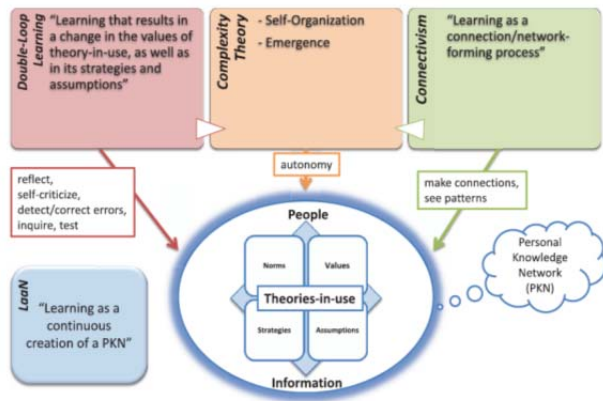 Double-Loop
Learning
“Learning that results in
a change in the values of
theory-in-use, as well as
in its strategies and
assumptions”
Complexity
Theory
- Self-Organization
- Emergence
Connectivism
“Learning as a
connection/network-
forming process”
reflect,
self-criticize,
detect/correct errors,
inquire, test
autonomy
make connections,
see patterns
People
Norms
Values
Theories-in-use
Strategies
Assumptions
Information
Personal
Knowledge
Network
(PKN)
LaaN
“Learning as a
continuous
creation of a PKN”